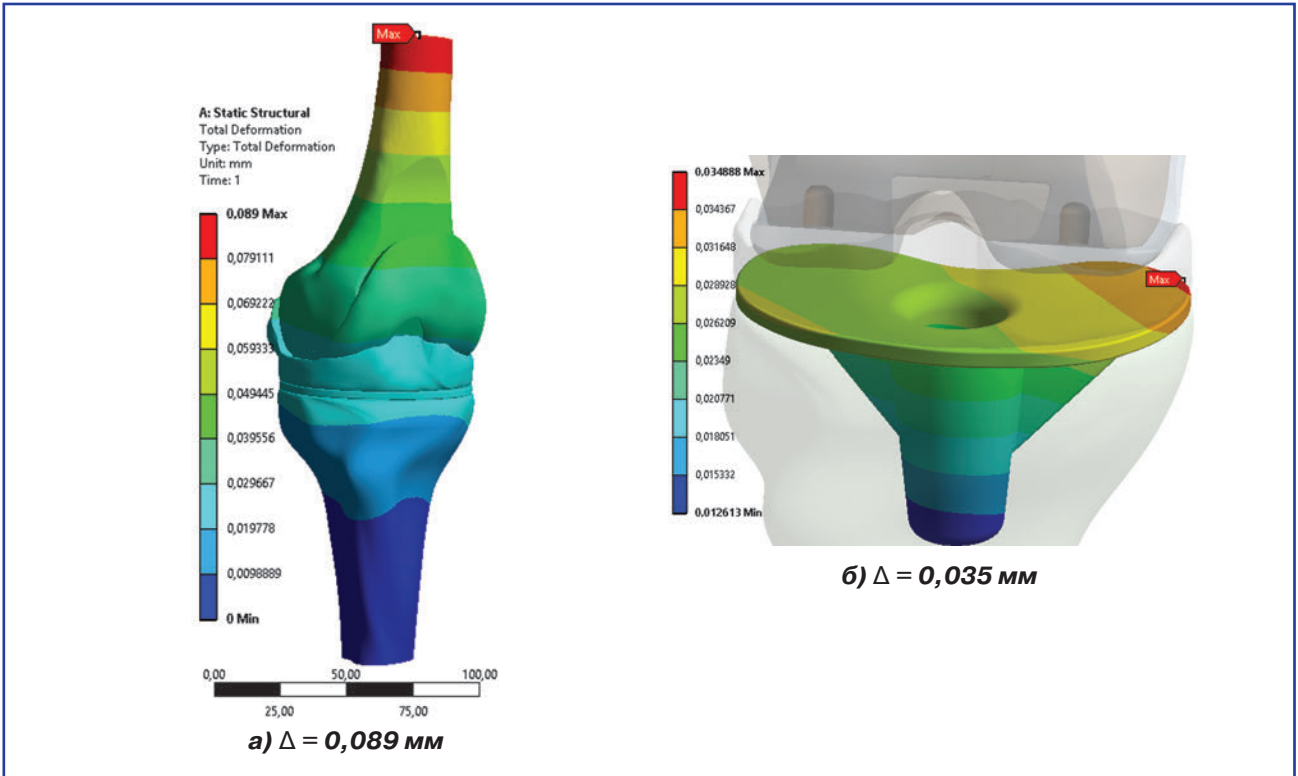 Max
A: Static Structural
Total Deformation
Type: Total Deformation
Unit: mm
Time: 1
0,089 Max
0,079111
0,069222
0,059333
0,049445
0,039556
0,029667
0,019778
0,0098889
0 Min
0,00
50,00
100,00
25,00
75,00
а) Δ = 0,089 мм
0,034888 Max
0,034367
0,031648
0,028928
0,026209
0,02349
0,020771
0,018051
0,015332
0,012613 Min
Max
б) Δ = 0,035 мм